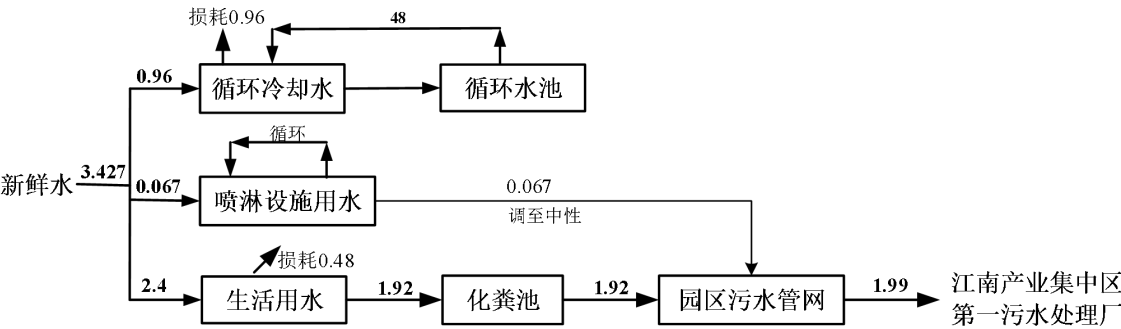 损耗0.96
48
0.96
循环冷却水
循环水池
循环
新鲜水
3.427
0.067
喷淋设施用水
0.067
调至中性
损耗0.48
2.4
生活用水
1.92
化粪池
1.92
园区污水管网
1.99
江南产业集中区
第一污水处理厂